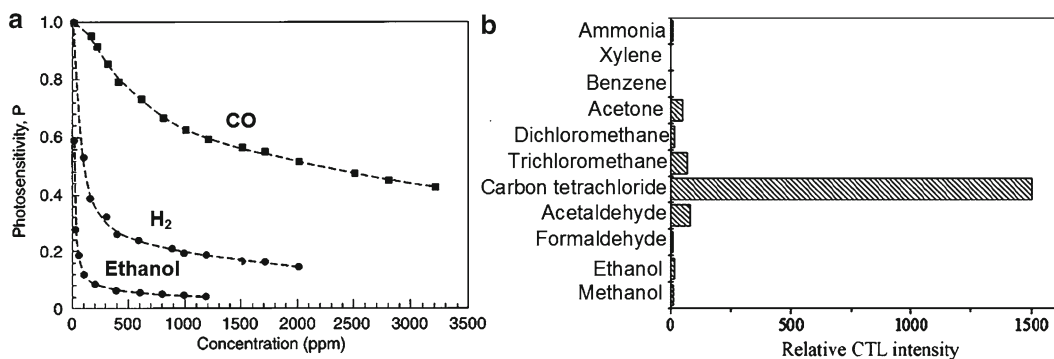 a
1.0
0.8
0.6
0.4
0.2
0
Photosensitivity, P
CO
H₂
Ethanol
0 500 1000 1500 2000 2500 3000 3500
Concentration (ppm)
b
Ammonia
Xylene
Benzene
Acetone
Dichloromethane
Trichloromethane
Carbon tetrachloride
Acetaldehyde
Formaldehyde
Ethanol
Methanol
0 500 1000 1500
Relative CTL intensity